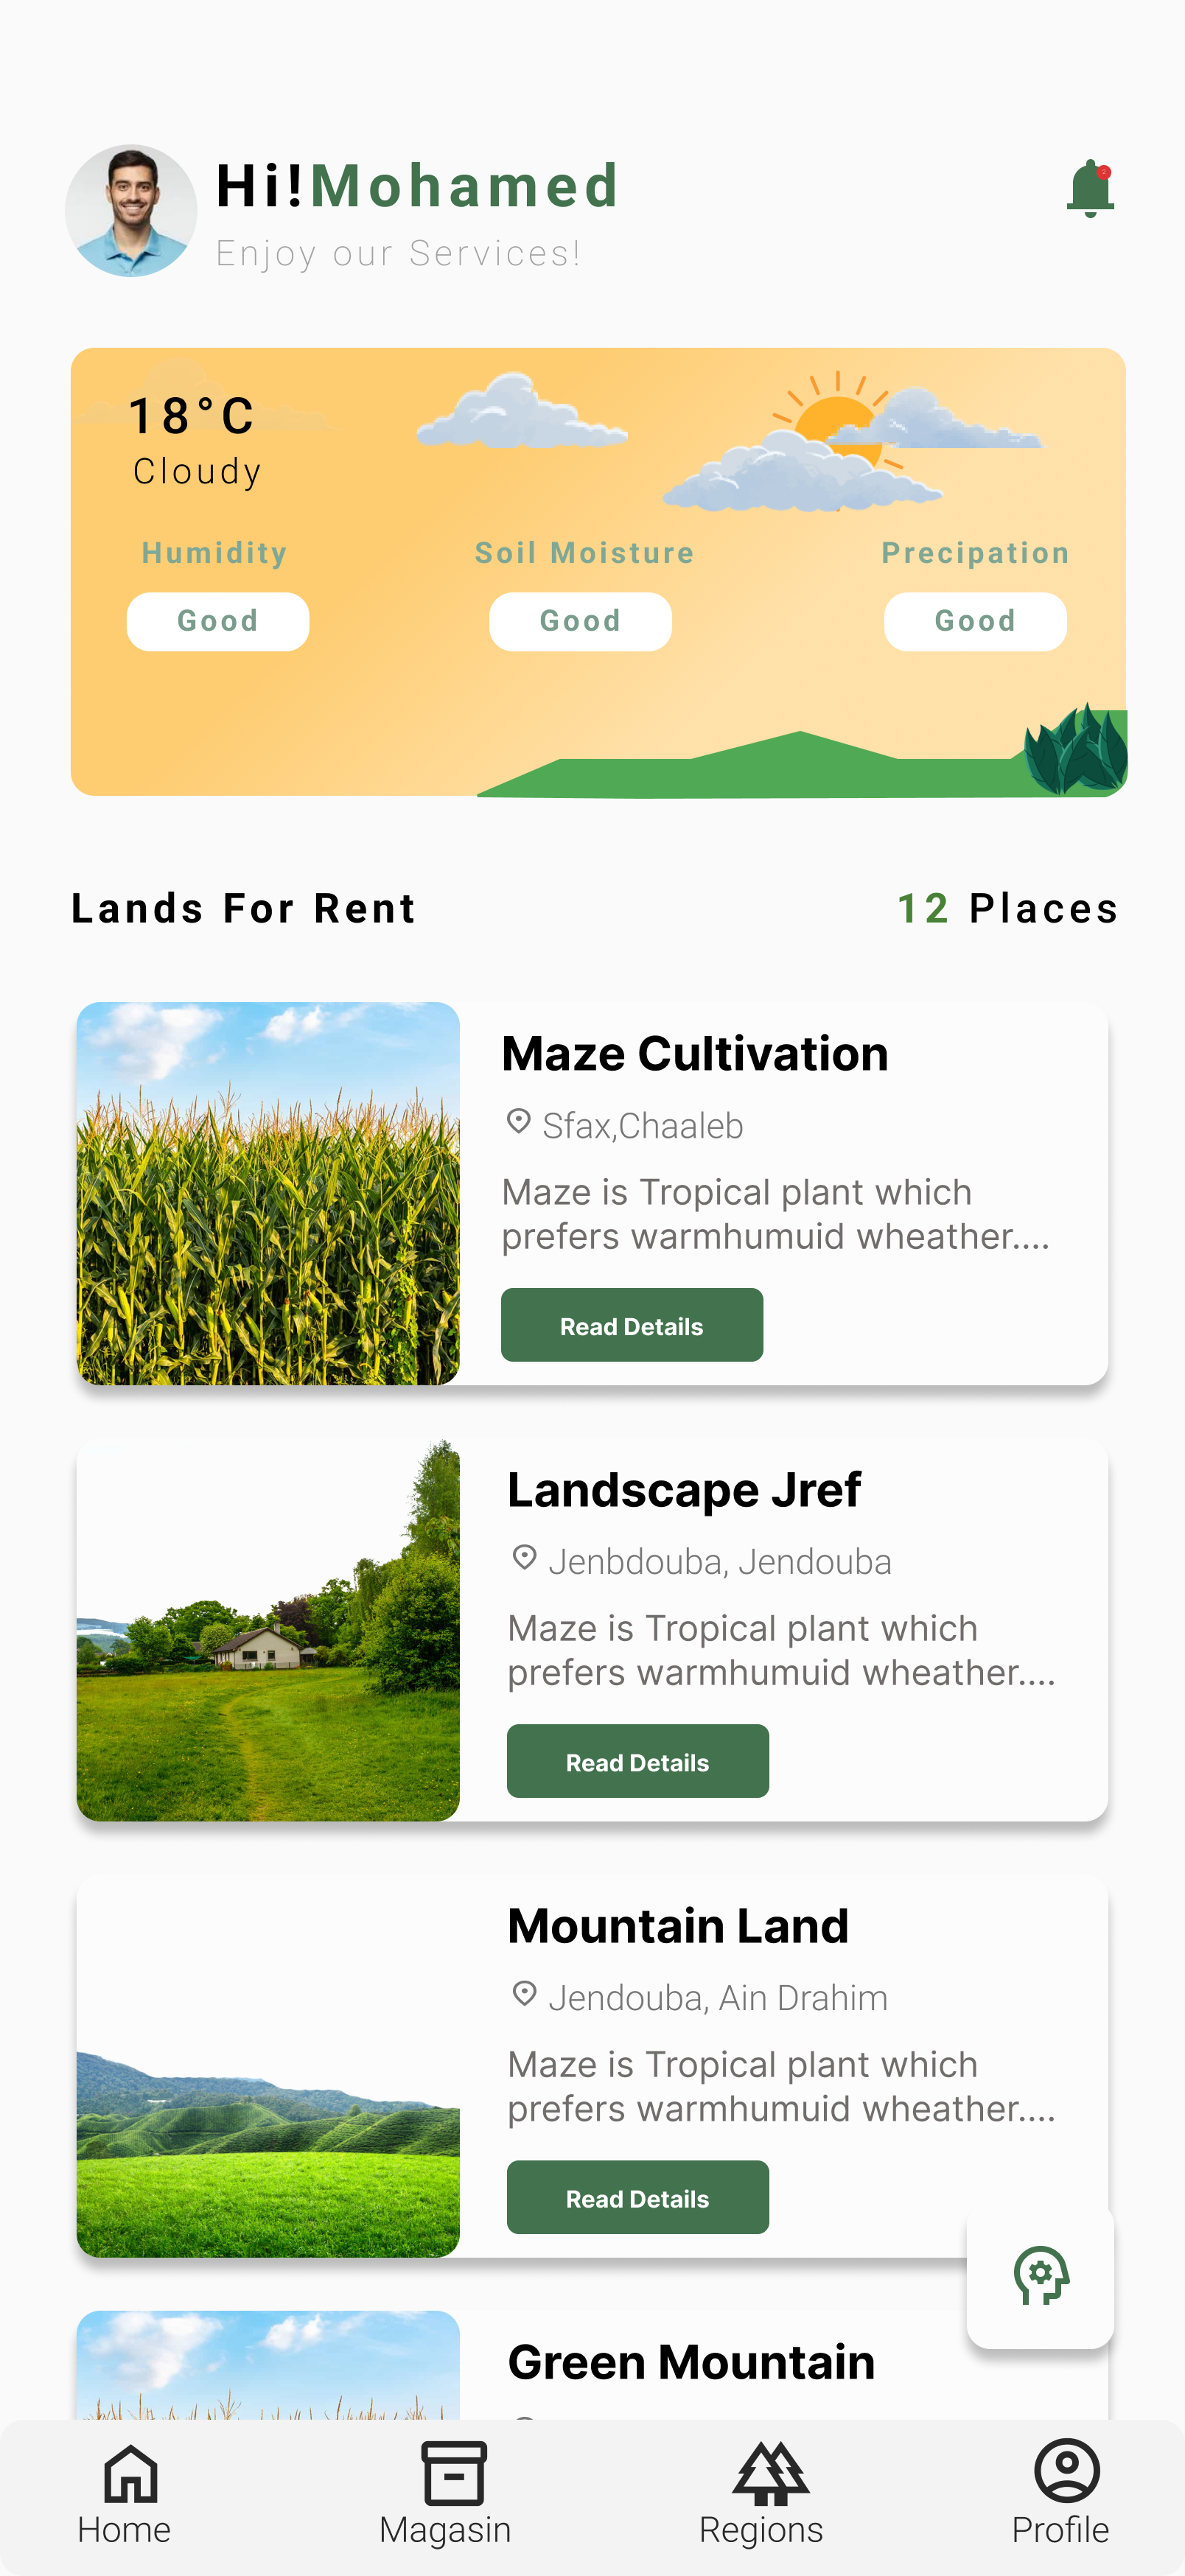 Hi!Mohamed
Enjoy our Services!
2
18°C
Cloudy
Humidity Soil Moisture Precipation
Good Good Good
Lands For Rent 12 Places
Maze Cultivation
Sfax,Chaaleb
Maze is Tropical plant which
prefers warmhumuid wheather....
Read Details
Landscape Jref
Jenbdouba, Jendouba
Maze is Tropical plant which
prefers warmhumuid wheather....
Read Details
Mountain Land
Jendouba, Ain Drahim
Maze is Tropical plant which
prefers warmhumuid wheather....
Read Details
Green Mountain
Home Magasin Regions Profile